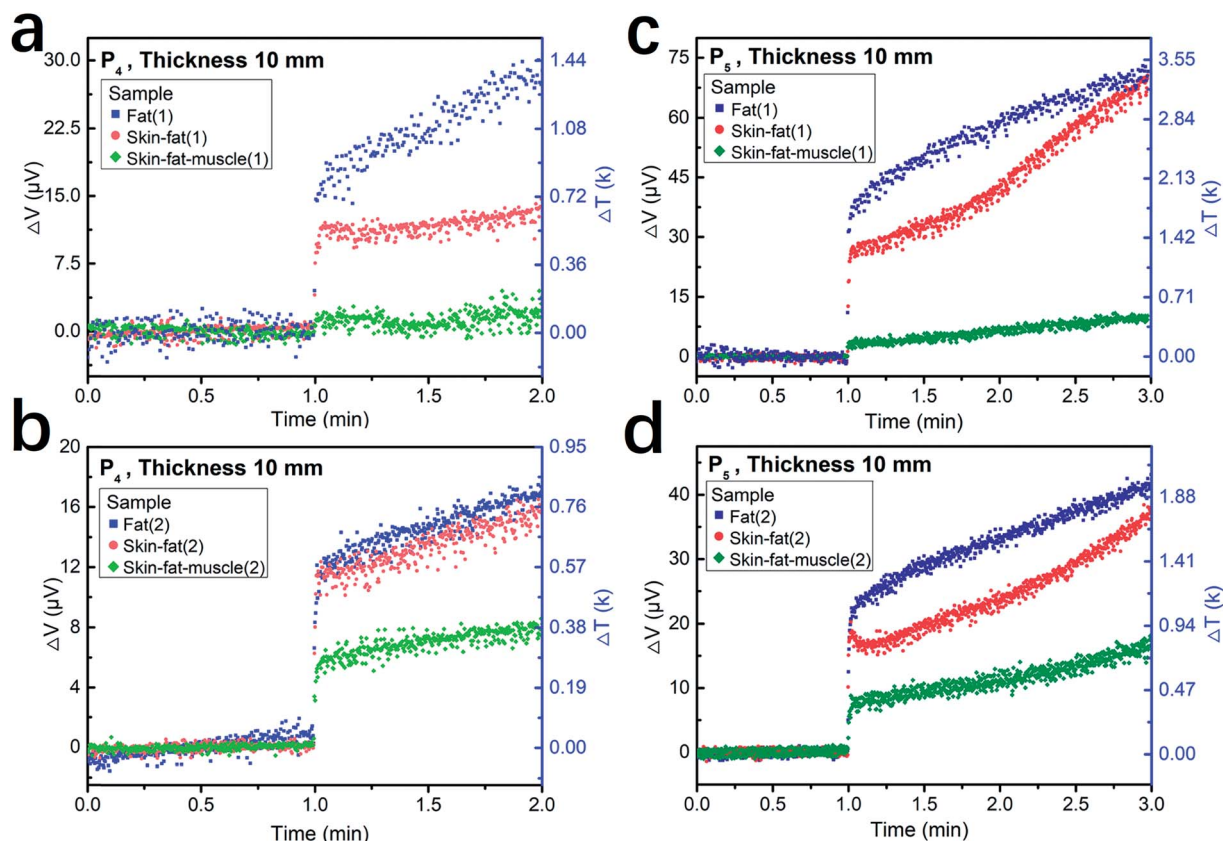 a
P4 , Thickness 10 mm
Sample
Fat(1)
Skin-fat(1)
Skin-fat-muscle(1)
30.0
22.5
15.0
7.5
0.0
△V (μV)
1.44
1.08
0.72
0.36
0.00
△T (k)
0.0 0.5 1.0 1.5 2.0
Time (min)
c
P5 , Thickness 10 mm
Sample
Fat(1)
Skin-fat(1)
Skin-fat-muscle(1)
75
60
45
30
15
0
△V (μV)
3.55
2.84
2.13
1.42
0.71
0.00
△T (k)
0.0 0.5 1.0 1.5 2.0 2.5 3.0
Time (min)
b
P4 , Thickness 10 mm
Sample
Fat(2)
Skin-fat(2)
Skin-fat-muscle(2)
20
16
12
8
4
0
△V (μV)
0.95
0.76
0.57
0.38
0.19
0.00
△T (k)
0.0 0.5 1.0 1.5 2.0
Time (min)
d
P5 , Thickness 10 mm
Sample
Fat(2)
Skin-fat(2)
Skin-fat-muscle(2)
40
30
20
10
0
△V (μV)
1.88
1.41
0.94
0.47
0.00
△T (k)
0.0 0.5 1.0 1.5 2.0 2.5 3.0
Time (min)